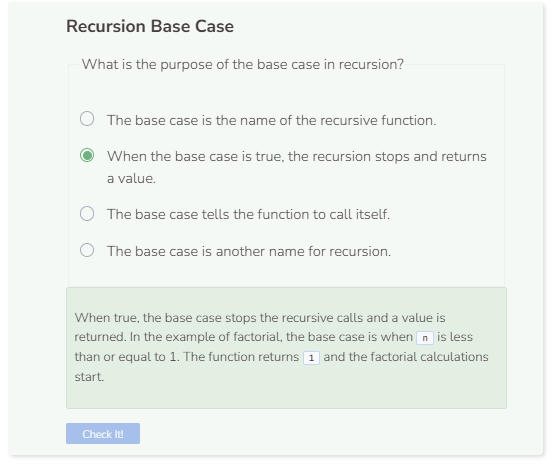 Recursion Base Case
What is the purpose of the base case in recursion?
The base case is the name of the recursive function.
When the base case is true, the recursion stops and returns
a value.
The base case tells the function to call itself.
The base case is another name for recursion.
When true, the base case stops the recursive calls and a value is
returned. In the example of factorial, the base case is when n is less
than or equal to 1. The function returns 1 and the factorial calculations
start.
Check It!